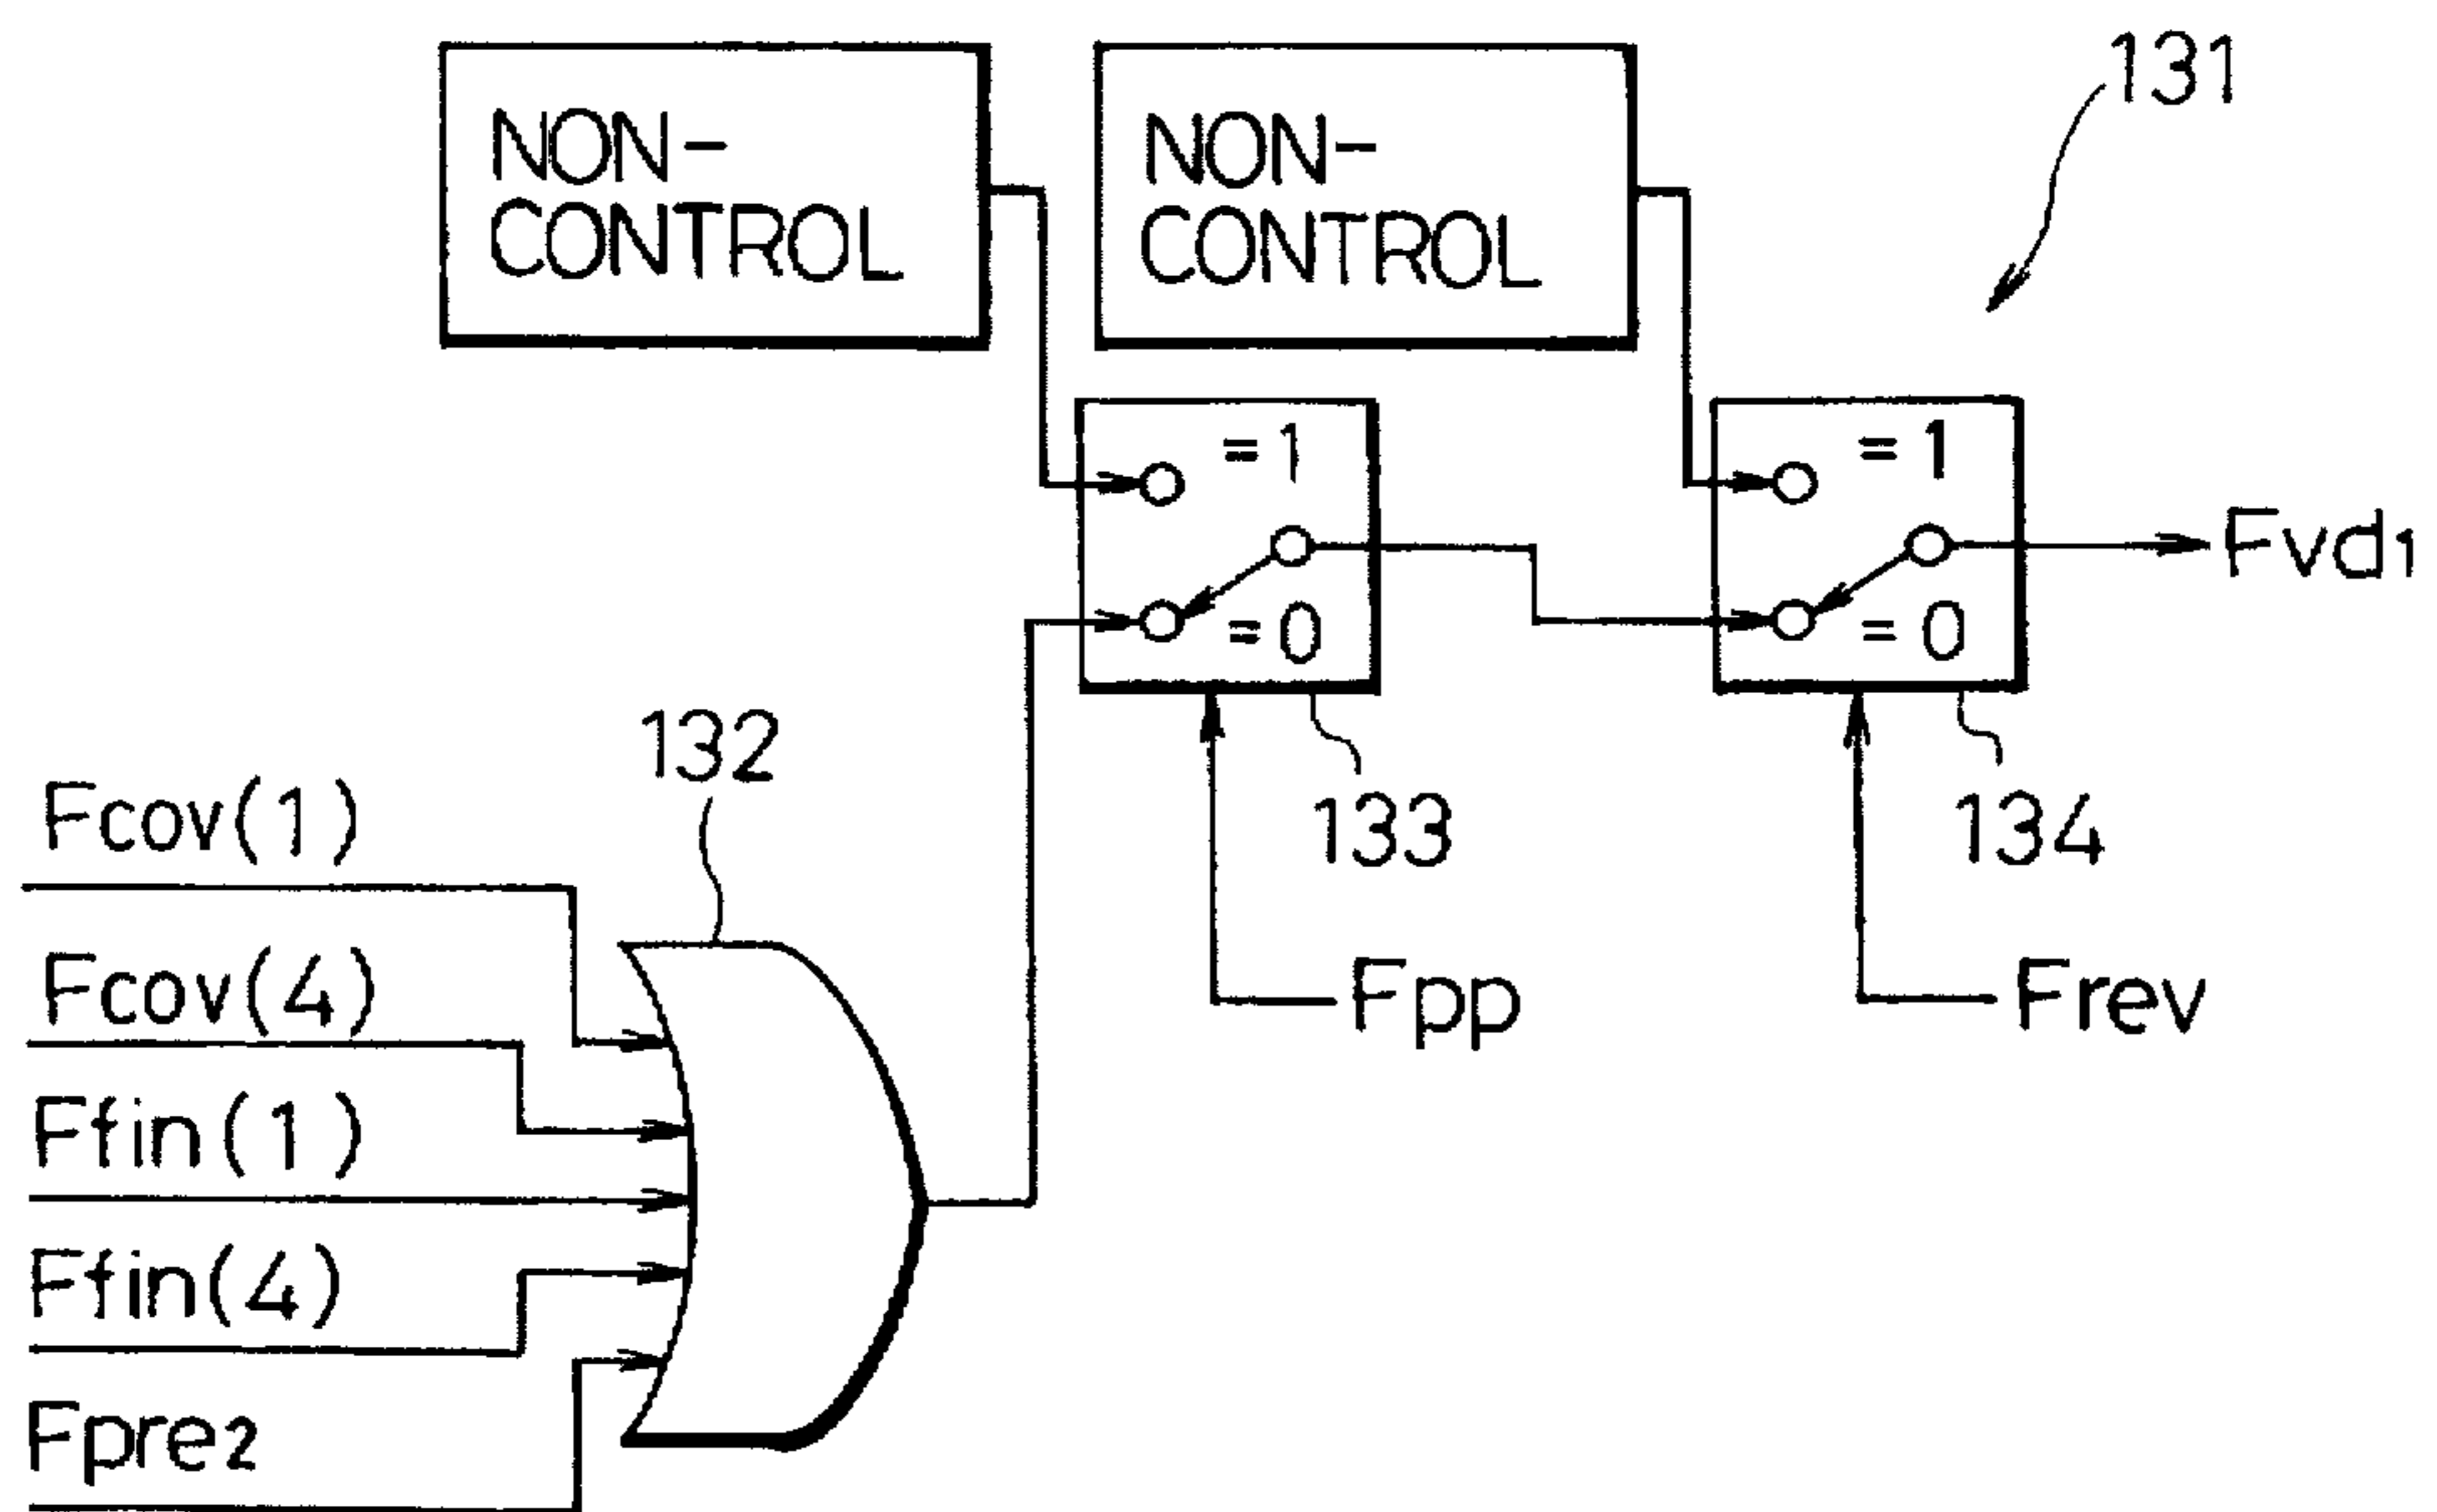 NON-
CONTROL
NON-
CONTROL
131
=1
=0
=1
=0
Fvd1
132
133
134
Fcov(1)
Fcov(4)
Ffin(1)
Ffin(4)
Fpre2
Fpp
Frev